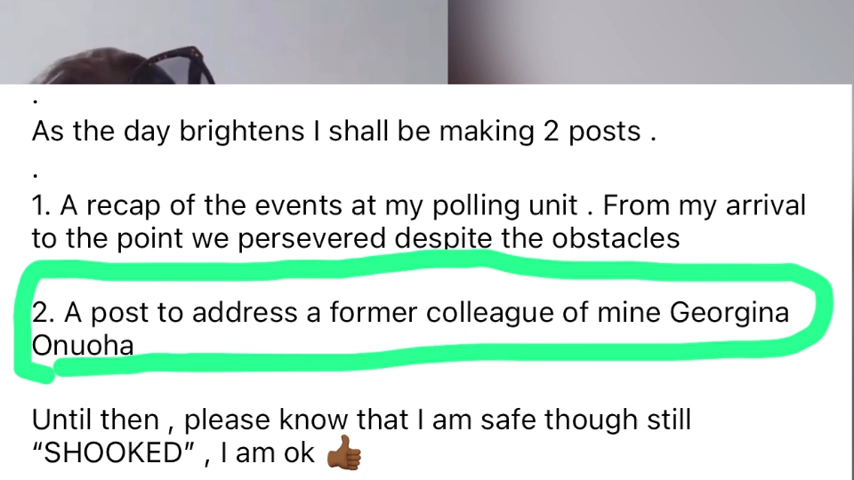 .
As the day brightens I shall be making 2 posts .
.
1. A recap of the events at my polling unit . From my arrival
to the point we persevered despite the obstacles
2. A post to address a former colleague of mine Georgina
Onuoha
Until then , please know that I am safe though still
“SHOOKED” , I am ok 👍🏾